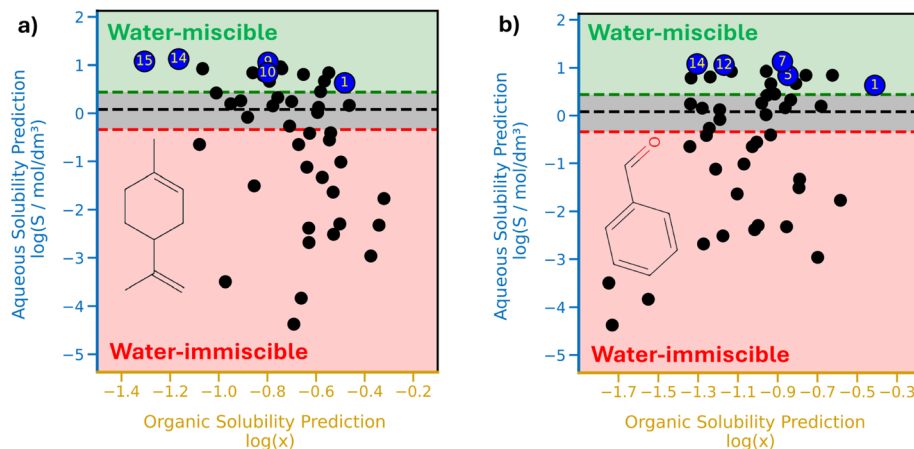 a)
Water-miscible
2
1
0
−1
−2
−3
−4
−5
15
14
9
10
1
Aqueous Solubility Prediction
log(S / mol/dm³)
Water-immiscible
−1.4
−1.2
−1.0
−0.8
−0.6
−0.4
−0.2
Organic Solubility Prediction
log(x)
b)
Water-miscible
2
1
0
−1
−2
−3
−4
−5
14
12
7
5
1
O
Aqueous Solubility Prediction
log(S / mol/dm³)
Water-immiscible
−1.7
−1.5
−1.3
−1.1
−0.9
−0.7
−0.5
−0.3
Organic Solubility Prediction
log(x)